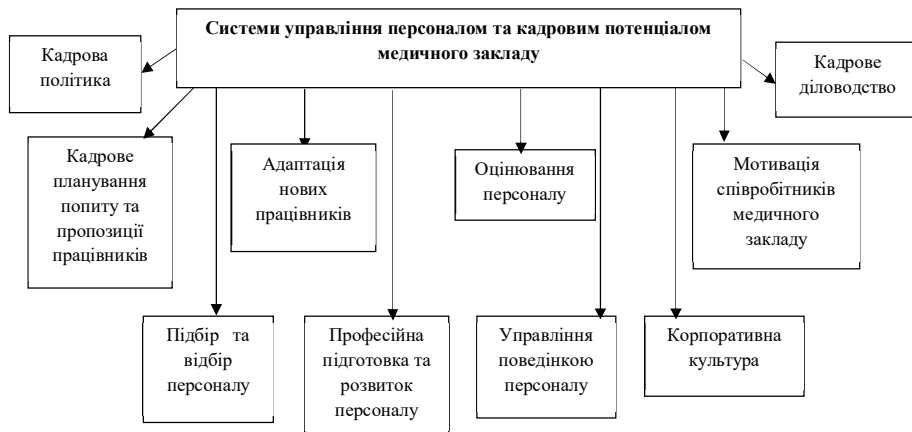 Системи управління персоналом та кадровим потенціалом
медичного закладу
Кадрова
політика
Кадрове
діловодство
Кадрове
планування
попиту та
пропозиції
працівників
Адаптація
нових
працівників
Оцінювання
персоналу
Мотивація
співробітників
медичного
закладу
Підбір та
відбір
персоналу
Професійна
підготовка та
розвиток
персоналу
Управління
поведінкою
персоналу
Корпоративна
культура